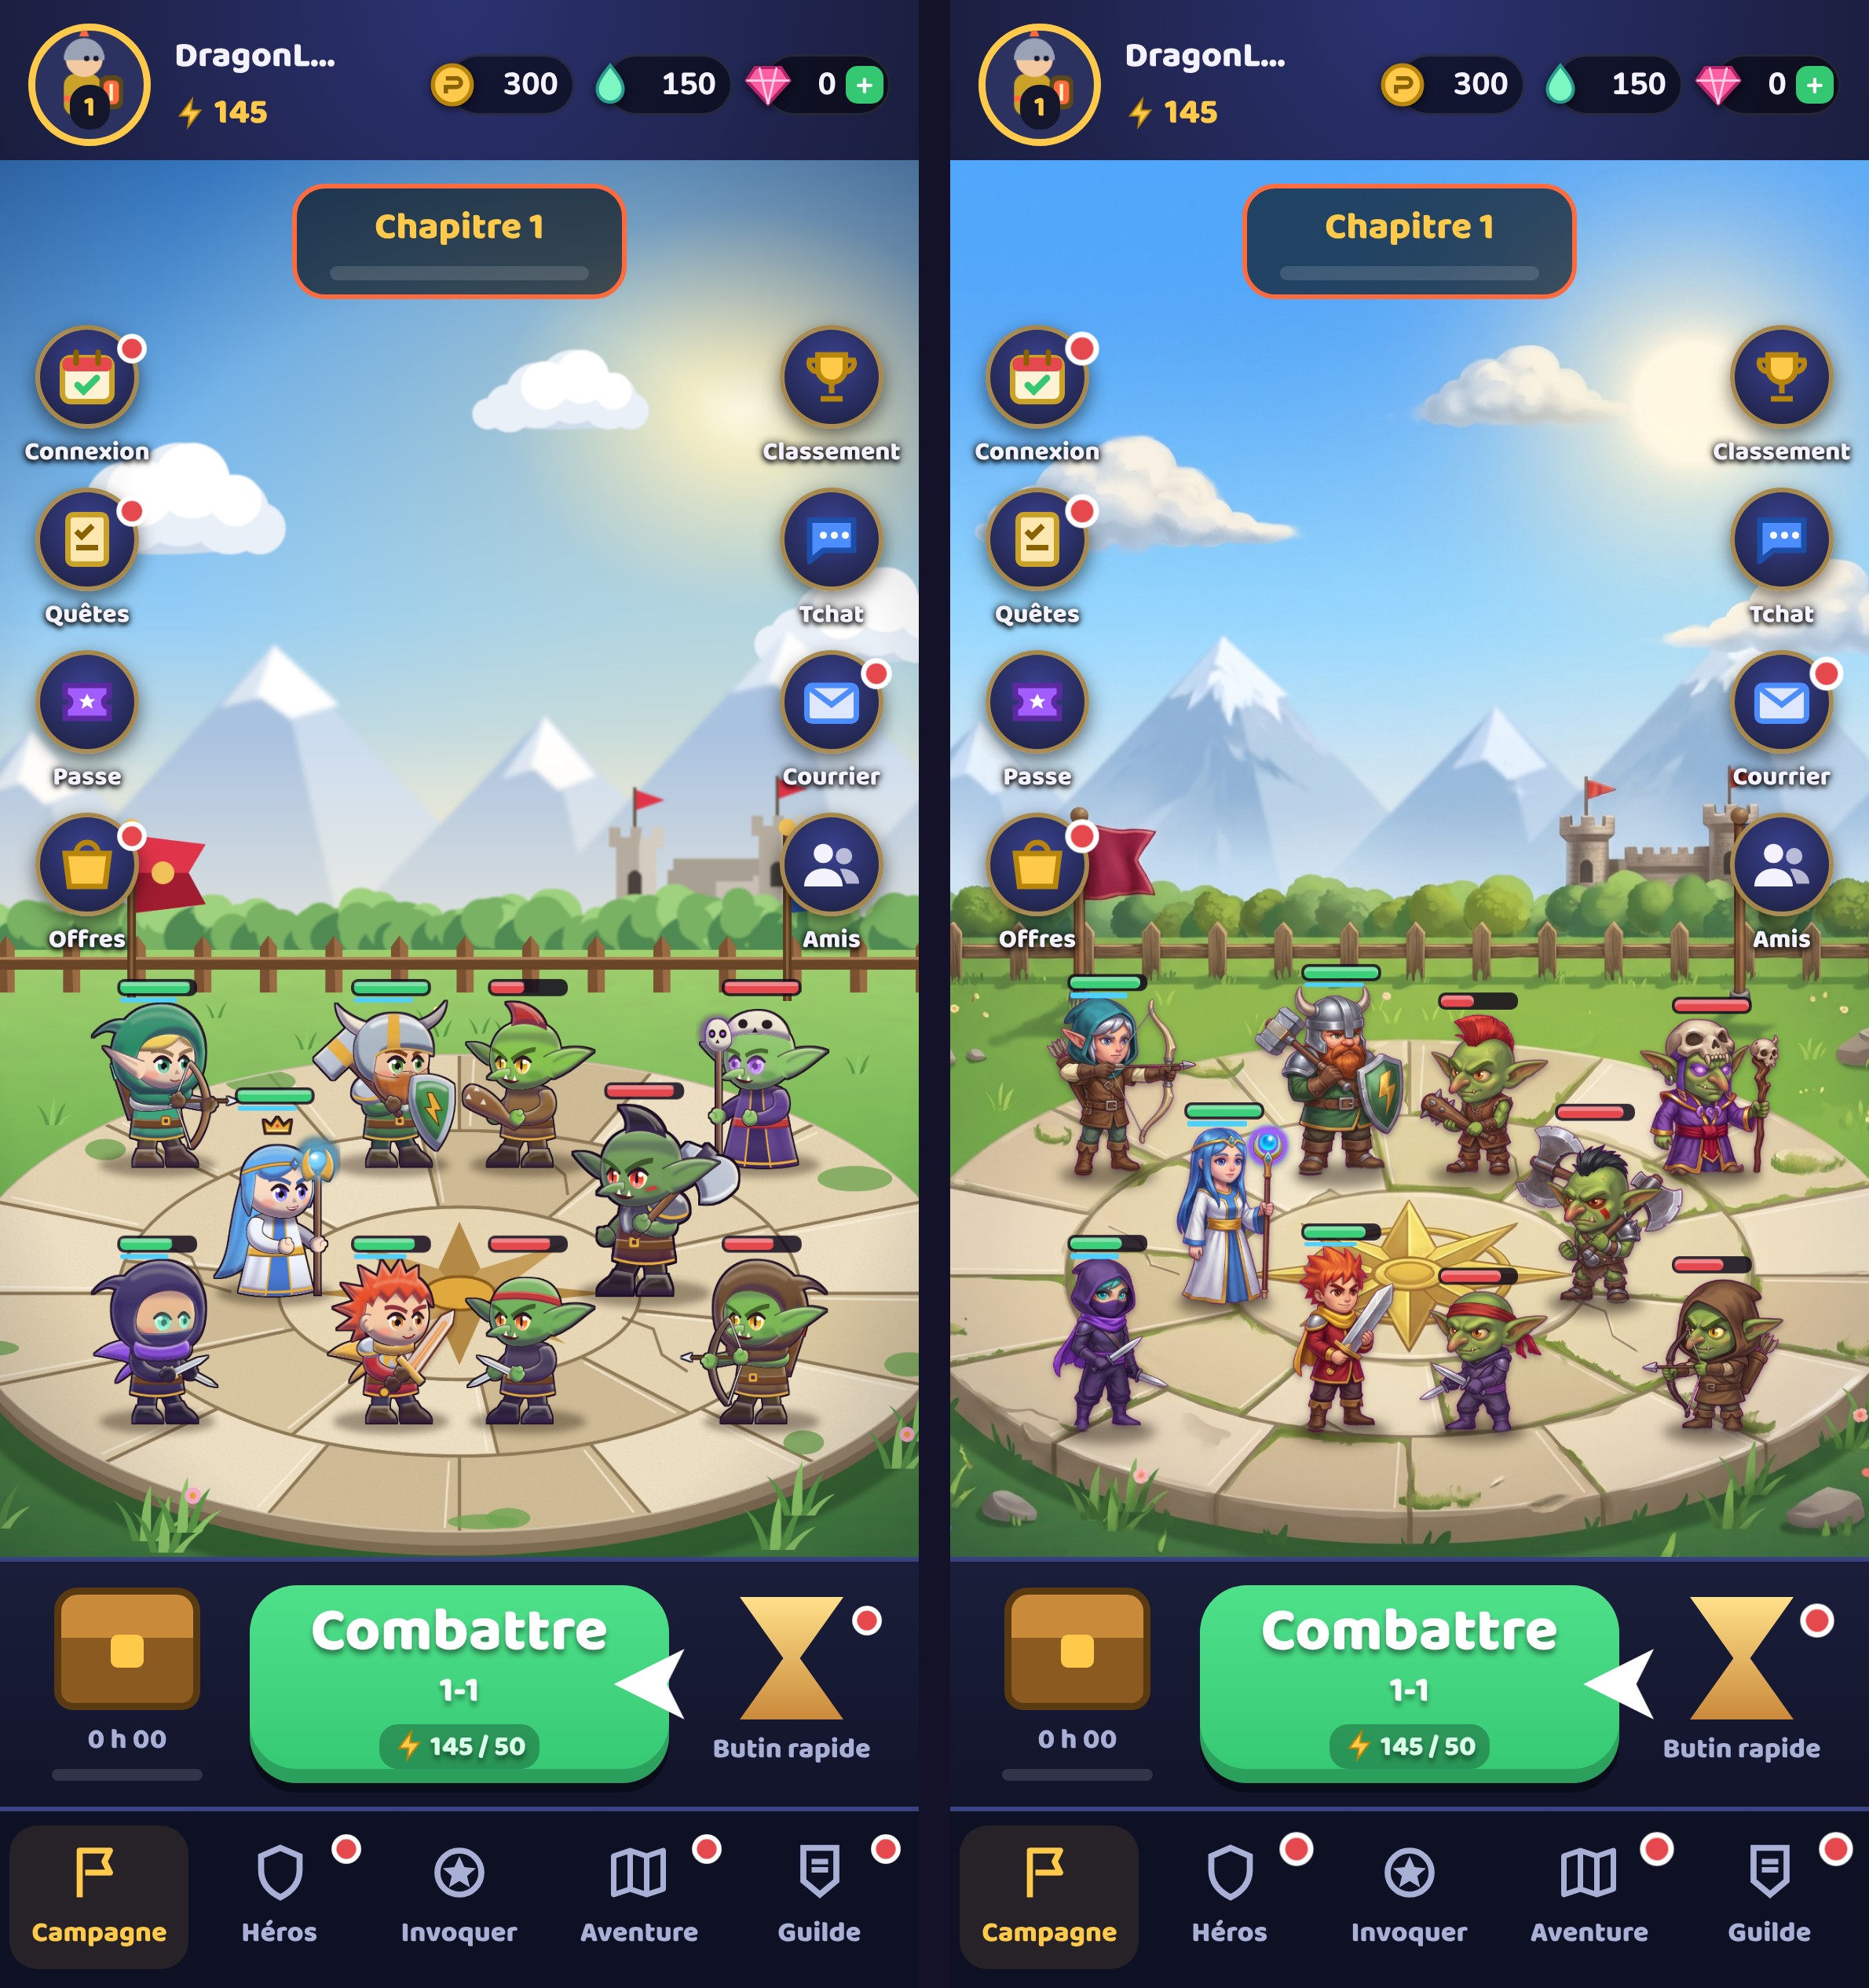 DragonL...
145
300
150
0
+
1
Chapitre 1
Connexion
Classement
Quêtes
Tchat
Passe
Courrier
Offres
Amis
Combattre
1-1
145 / 50
0 h 00
Butin rapide
Campagne
Héros
Invoquer
Aventure
Guilde
DragonL...
145
300
150
0
+
1
Chapitre 1
Connexion
Classement
Quêtes
Tchat
Passe
Courrier
Offres
Amis
Combattre
1-1
145 / 50
0 h 00
Butin rapide
Campagne
Héros
Invoquer
Aventure
Guilde